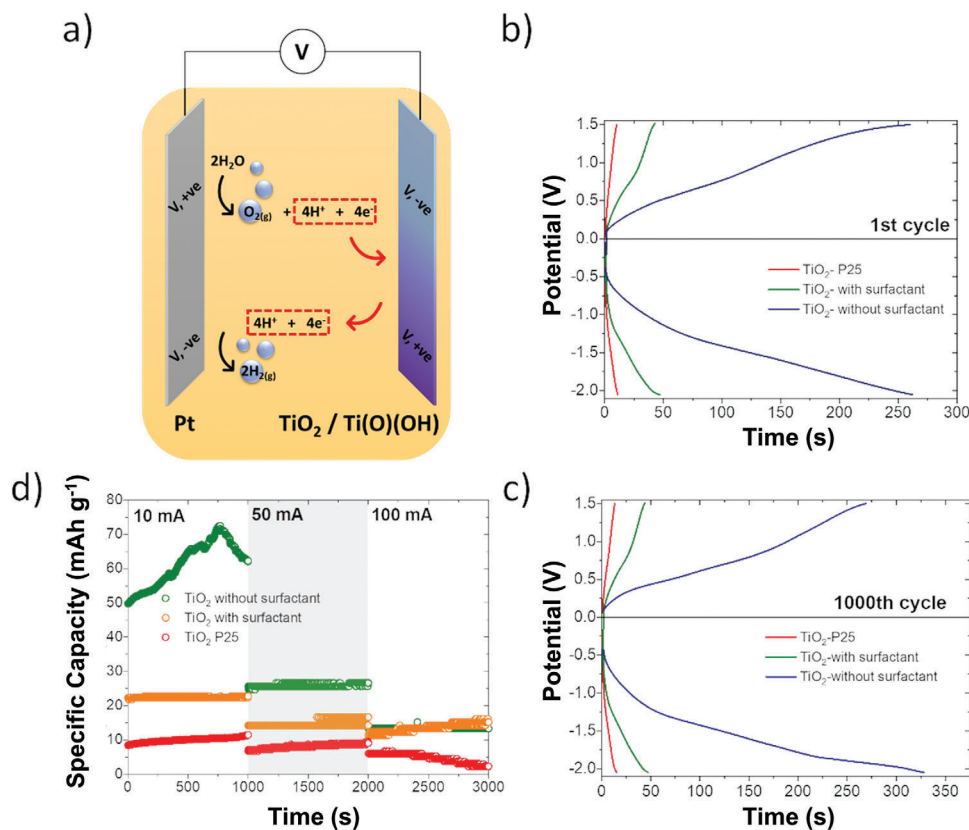 a)
V
2H₂O
V, +ve
O₂(g) + 4H⁺ + 4e⁻
V, -ve
4H⁺ + 4e⁻
V, -ve
2H₂(g)
V, +ve
Pt
TiO₂ / Ti(O)(OH)
b)
Potential (V)
1.5
1.0
0.5
0.0
-0.5
-1.0
-1.5
-2.0
1st cycle
TiO₂- P25
TiO₂- with surfactant
TiO₂- without surfactant
0 50 100 150 200 250 300
Time (s)
d)
Specific Capacity (mAh g⁻¹)
80
70
60
50
40
30
20
10
0
10 mA 50 mA 100 mA
TiO₂ without surfactant
TiO₂ with surfactant
TiO₂ P25
0 500 1000 1500 2000 2500 3000
Time (s)
c)
Potential (V)
1.5
1.0
0.5
0.0
-0.5
-1.0
-1.5
-2.0
1000th cycle
TiO₂-P25
TiO₂-with surfactant
TiO₂-without surfactant
0 50 100 150 200 250 300 350
Time (s)